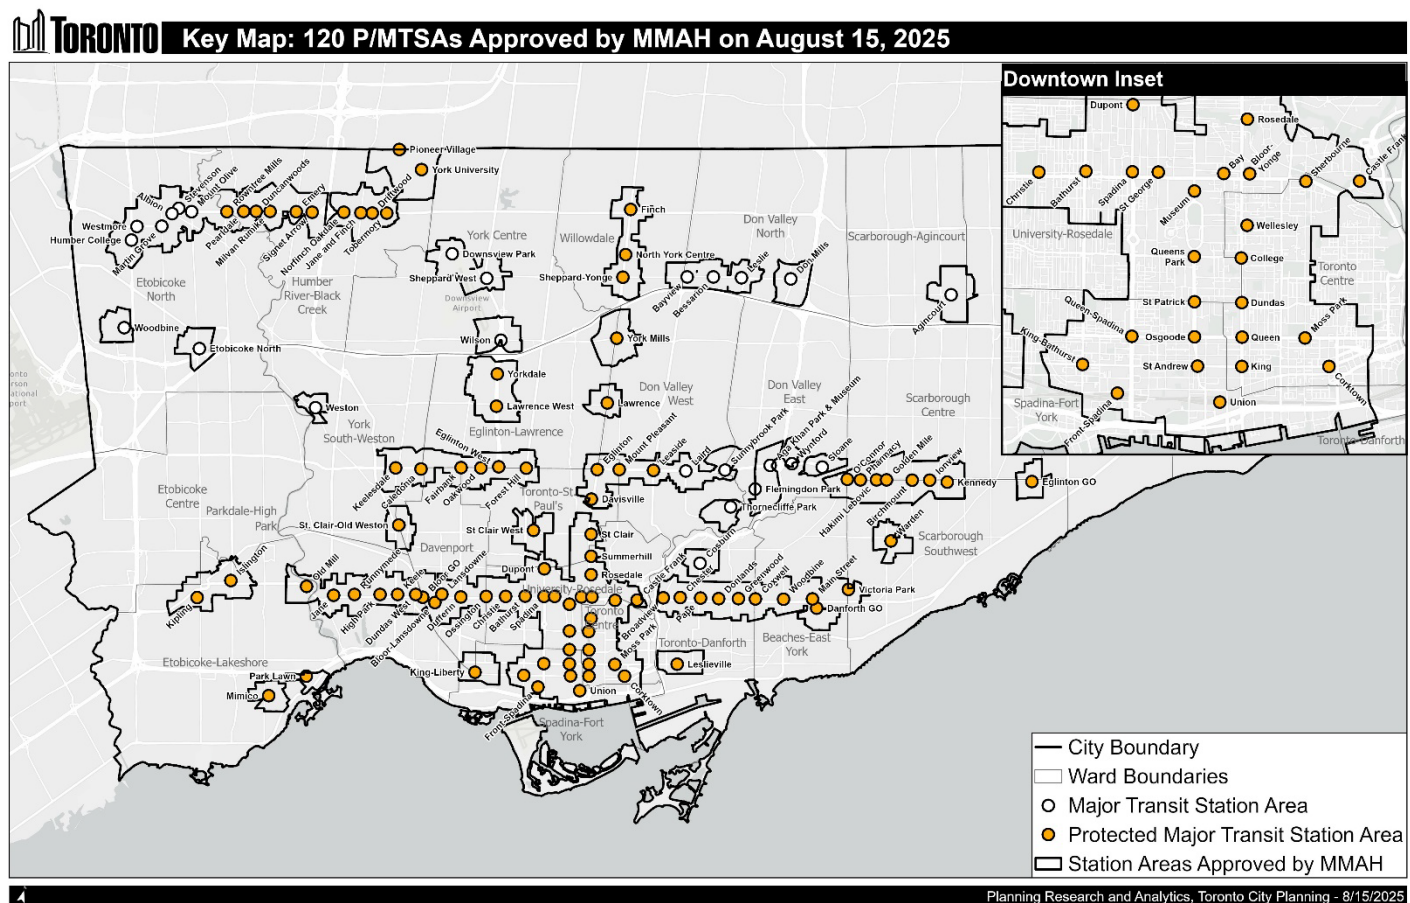 TORONTO
Key Map: 120 P/MTSAs Approved by MMAH on August 15, 2025
Downtown Inset
Dupont
Rosedale
Christie
Bathurst
Spadina
St George
Bay
Bloor-
Yonge
Sherbourne
Castle Frank
Museum
Wellesley
University-Rosedale
Queens
Park
College
Toronto
Centre
St Patrick
Dundas
Moss Park
Queen-Spadina
Osgoode
Queen
King-Bathurst
St Andrew
King
Corktown
Union
Front-Spadina
Spadina-Fort
York
Toronto-Danforth
Pioneer Village
York University
Stevenson
Mount Olive
Albion
Westmore
Humber College
Martin Grove
Rowntree Mills
Duncanwoods
Emery
Pearldale
Milvan Rumike
Signet Arrow
Driftwood
Norfinch Oakdale
Jane and Finch
Tobermory
Finch
York Centre
Willowdale
Don Valley
North
Scarborough-Agincourt
Downsview Park
Sheppard West
North York Centre
Sheppard-Yonge
Bayview
Bessarion
Leslie
Don Mills
Agincourt
Etobicoke
North
Humber
River-Black
Creek
Downsview
Airport
Woodbine
Etobicoke North
Wilson
York Mills
Yorkdale
Lawrence West
Lawrence
Don Valley
West
Don Valley
East
Scarborough
Centre
Weston
York
South-Weston
Eglinton-Lawrence
Eglinton West
Keelesdale
Caledonia
Fairbank
Oakwood
Forest Hill
Eglinton
Mount Pleasant
Leaside
Laird
Sunnybrook Park
Aga Khan Park & Museum
Wynford
Sloane
O'Connor
Pharmacy
Golden Mile
Ionview
Hakimi Lebovic
Birchmount
Kennedy
Eglinton GO
Flemingdon Park
Thorncliffe Park
Etobicoke
Centre
Parkdale-High
Park
Toronto-St.
Paul's
Davisville
St. Clair-Old Weston
St Clair West
St Clair
Summerhill
Rosedale
Davenport
Cosburn
Warden
Scarborough
Southwest
Islington
Kipling
Old Mill
Jane
Runnymede
High Park
Keele
Dundas West
Bloor GO
Bloor-Lansdowne
Lansdowne
Dufferin
Ossington
Christie
Bathurst
Spadina
Dupont
University-Rosedale
Toronto
Centre
Castle Frank
Broadview
Chester
Pape
Donlands
Greenwood
Coxwell
Woodbine
Main Street
Victoria Park
Danforth GO
Moss Park
Toronto-Danforth
Beaches-East
York
Etobicoke-Lakeshore
Park Lawn
Mimico
King-Liberty
Leslieville
Union
Corktown
Front-Spadina
Spadina-Fort
York
City Boundary
Ward Boundaries
Major Transit Station Area
Protected Major Transit Station Area
Station Areas Approved by MMAH
Planning Research and Analytics, Toronto City Planning - 8/15/2025